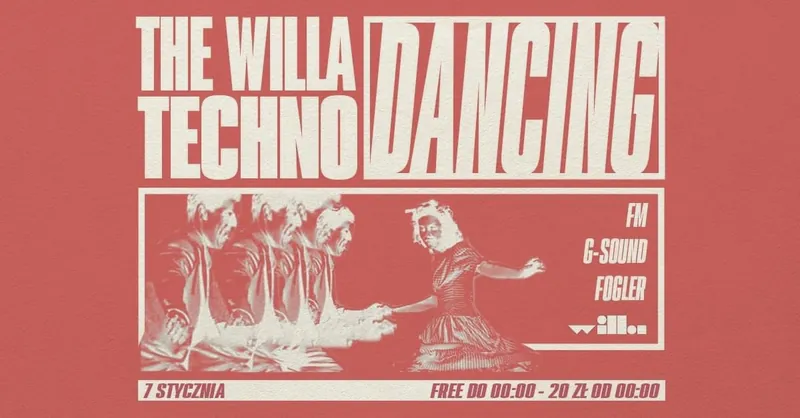 THE WILLA
TECHNO
DANCING
FM
G-SOUND
FOGLER
willa
7 STYCZNIA
FREE DO 00:00 - 20 ZŁ OD 00:00